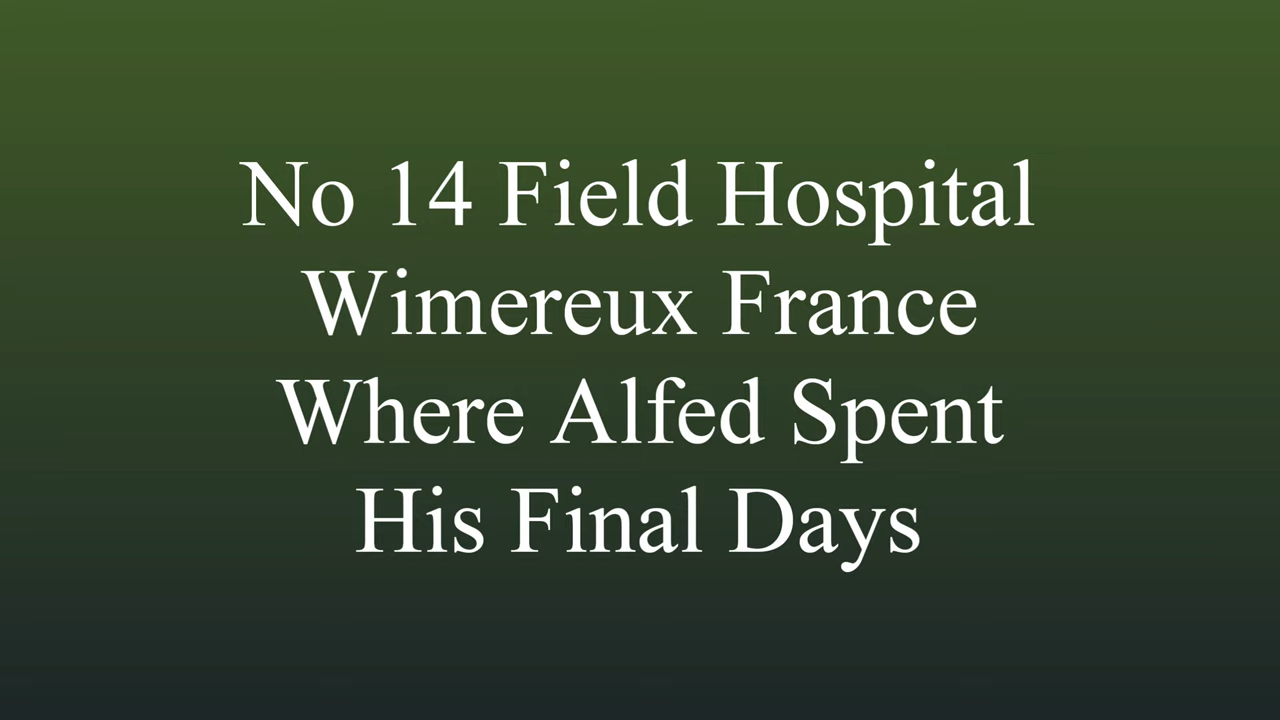 No 14 Field Hospital
Wimereux France
Where Alfed Spent
His Final Days